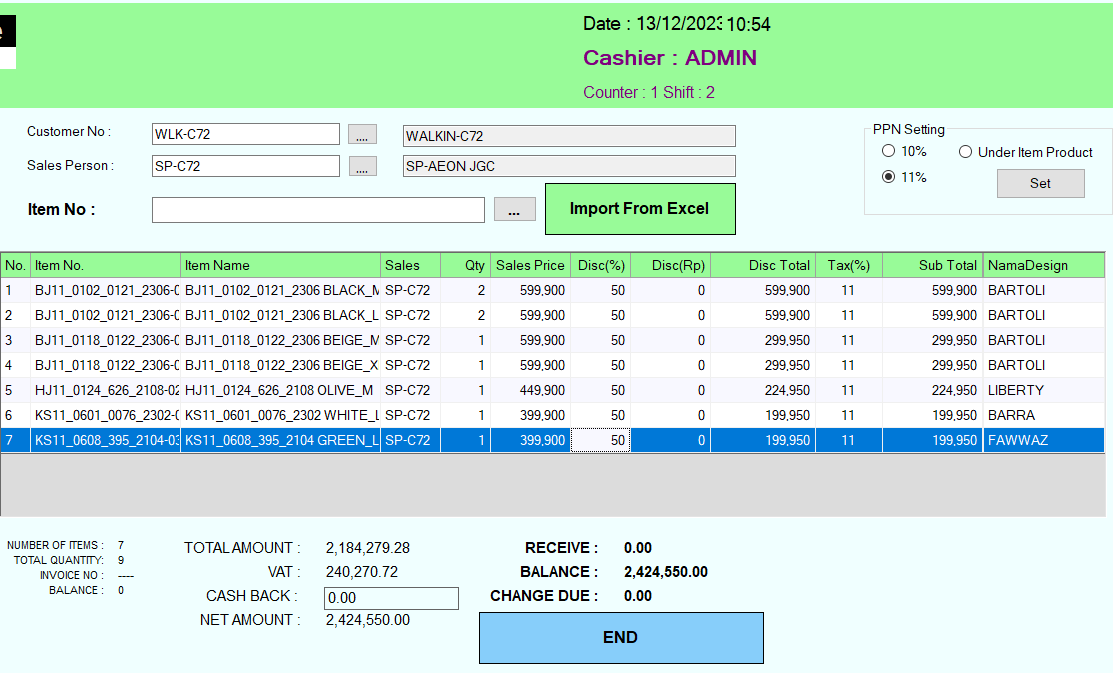 e
Date : 13/12/2023 10:54
Cashier : ADMIN
Counter : 1 Shift : 2
Customer No : WLK-C72 .... WALKIN-C72
PPN Setting
10% Under Item Product
Sales Person : SP-C72 .... SP-AEON JGC
11% Set
Item No : ... Import From Excel
No. Item No. Item Name Sales Qty Sales Price Disc(%) Disc(Rp) Disc Total Tax(%) Sub Total NamaDesign
1 BJ11_0102_0121_2306-0 BJ11_0102_0121_2306 BLACK_M SP-C72 2 599,900 50 0 599,900 11 599,900 BARTOLI
2 BJ11_0102_0121_2306-0 BJ11_0102_0121_2306 BLACK_L SP-C72 2 599,900 50 0 599,900 11 599,900 BARTOLI
3 BJ11_0118_0122_2306-0 BJ11_0118_0122_2306 BEIGE_M SP-C72 1 599,900 50 0 299,950 11 299,950 BARTOLI
4 BJ11_0118_0122_2306-0 BJ11_0118_0122_2306 BEIGE_X SP-C72 1 599,900 50 0 299,950 11 299,950 BARTOLI
5 HJ11_0124_626_2108-02 HJ11_0124_626_2108 OLIVE_M SP-C72 1 449,900 50 0 224,950 11 224,950 LIBERTY
6 KS11_0601_0076_2302-0 KS11_0601_0076_2302 WHITE_L SP-C72 1 399,900 50 0 199,950 11 199,950 BARRA
7 KS11_0608_395_2104-03 KS11_0608_395_2104 GREEN_L SP-C72 1 399,900 50 0 199,950 11 199,950 FAWWAZ
NUMBER OF ITEMS : 7
TOTAL QUANTITY: 9
INVOICE NO : ----
BALANCE : 0
TOTAL AMOUNT : 2,184,279.28
VAT : 240,270.72
CASH BACK : 0.00
NET AMOUNT : 2,424,550.00
RECEIVE : 0.00
BALANCE : 2,424,550.00
CHANGE DUE : 0.00
END